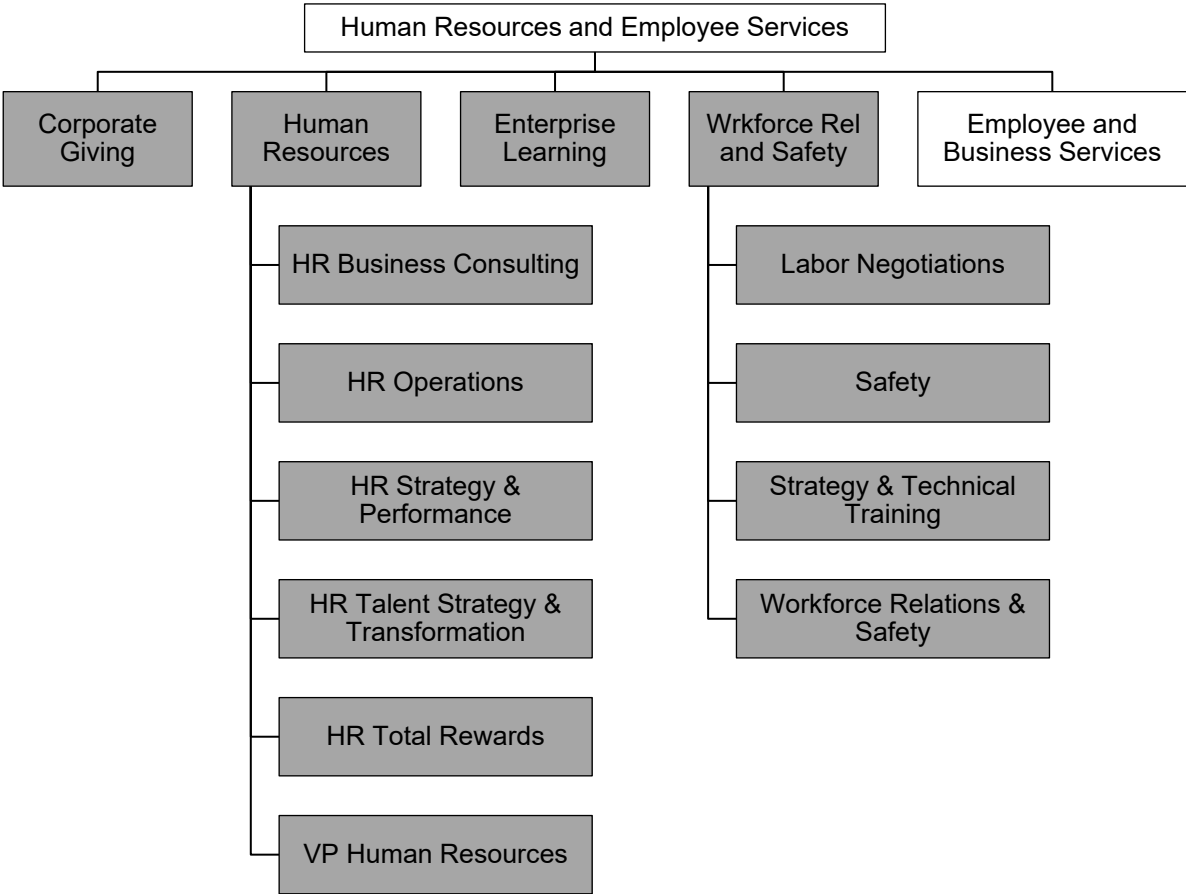 Human Resources and Employee Services
Corporate
Giving
Human
Resources
Enterprise
Learning
Wrkforce Rel
and Safety
Employee and
Business Services
HR Business Consulting
HR Operations
HR Strategy &
Performance
HR Talent Strategy &
Transformation
HR Total Rewards
VP Human Resources
Labor Negotiations
Safety
Strategy & Technical
Training
Workforce Relations &
Safety